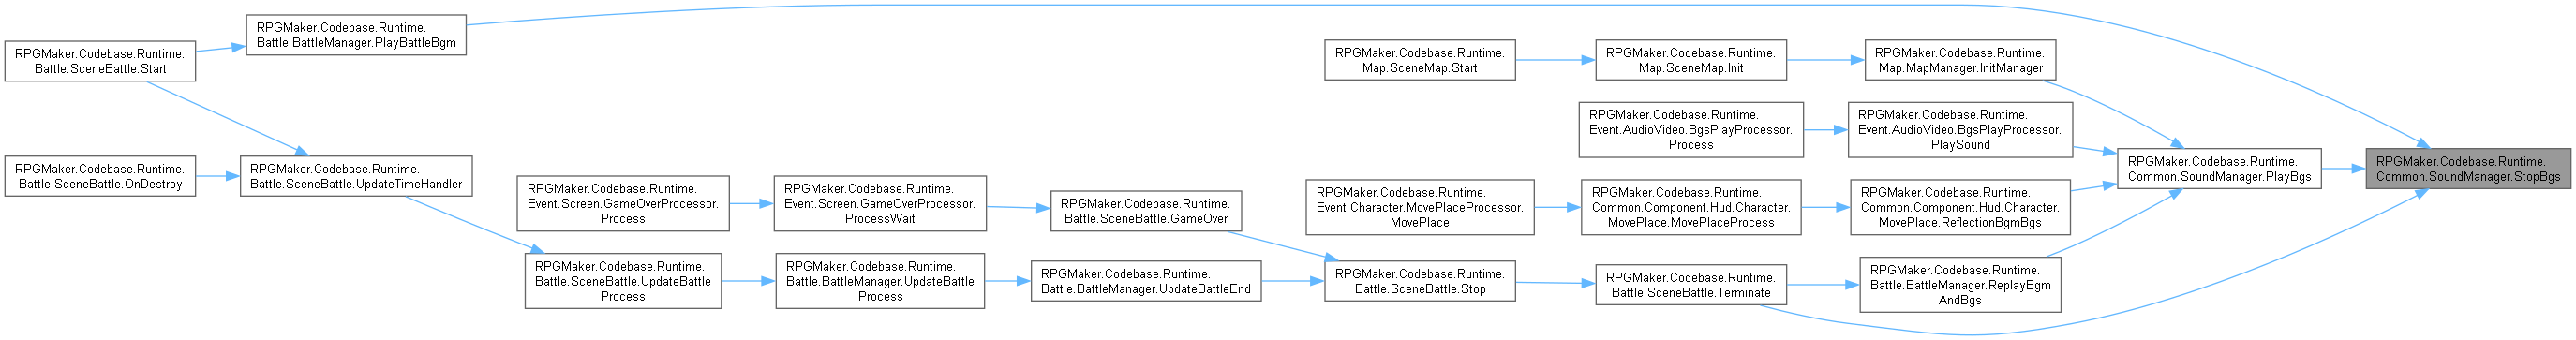 RPGMaker.Codebase.Runtime.
Battle.SceneBattle.Start
RPGMaker.Codebase.Runtime.
Battle.BattleManager.PlayBattleBgm
RPGMaker.Codebase.Runtime.
Battle.SceneBattle.OnDestroy
RPGMaker.Codebase.Runtime.
Battle.SceneBattle.UpdateTimeHandler
RPGMaker.Codebase.Runtime.
Event.Screen.GameOverProcessor.
Process
RPGMaker.Codebase.Runtime.
Battle.SceneBattle.UpdateBattle
Process
RPGMaker.Codebase.Runtime.
Event.Screen.GameOverProcessor.
ProcessWait
RPGMaker.Codebase.Runtime.
Battle.BattleManager.UpdateBattle
Process
RPGMaker.Codebase.Runtime.
Battle.SceneBattle.GameOver
RPGMaker.Codebase.Runtime.
Battle.BattleManager.UpdateBattleEnd
RPGMaker.Codebase.Runtime.
Map.SceneMap.Start
RPGMaker.Codebase.Runtime.
Event.Character.MovePlaceProcessor.
MovePlace
RPGMaker.Codebase.Runtime.
Battle.SceneBattle.Stop
RPGMaker.Codebase.Runtime.
Map.SceneMap.Init
RPGMaker.Codebase.Runtime.
Event.AudioVideo.BgsPlayProcessor.
Process
RPGMaker.Codebase.Runtime.
Common.Component.Hud.Character.
MovePlace.MovePlaceProcess
RPGMaker.Codebase.Runtime.
Battle.SceneBattle.Terminate
RPGMaker.Codebase.Runtime.
Map.MapManager.InitManager
RPGMaker.Codebase.Runtime.
Event.AudioVideo.BgsPlayProcessor.
PlaySound
RPGMaker.Codebase.Runtime.
Common.Component.Hud.Character.
MovePlace.ReflectionBgmBgs
RPGMaker.Codebase.Runtime.
Battle.BattleManager.ReplayBgm
AndBgs
RPGMaker.Codebase.Runtime.
Common.SoundManager.PlayBgs
RPGMaker.Codebase.Runtime.
Common.SoundManager.StopBgs